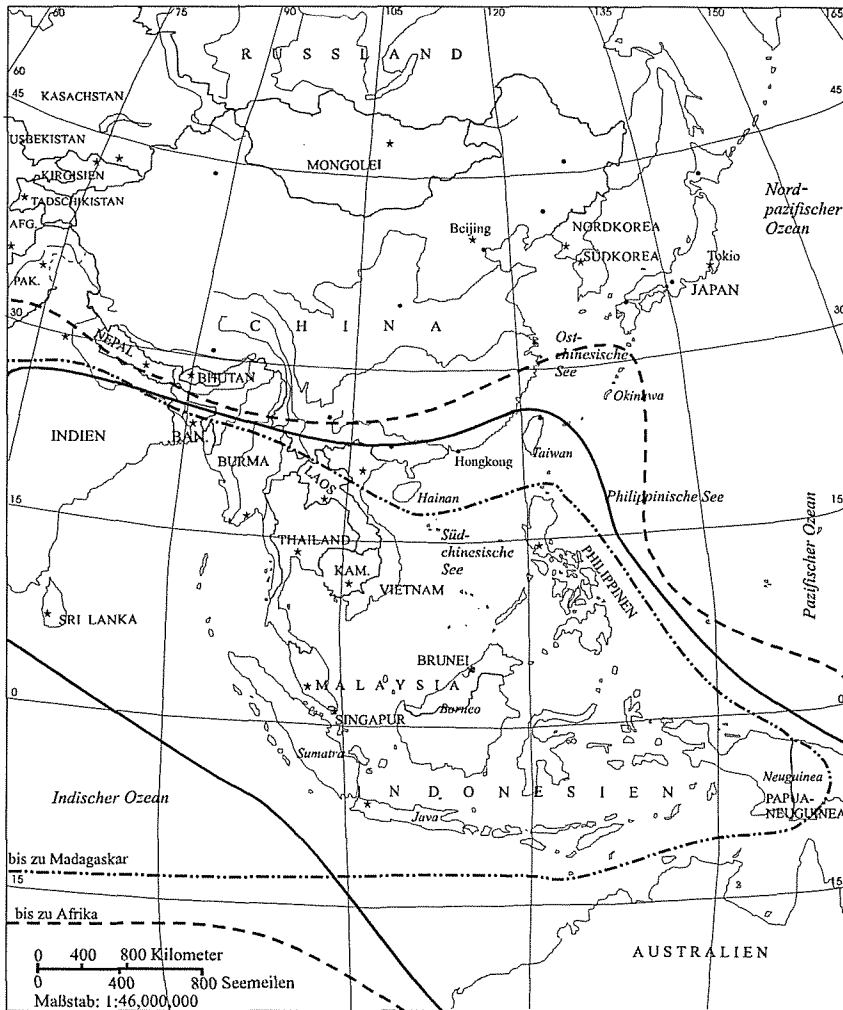 60 75 90 105 120 135 150 165
R U S S L A N D
60
45
45
KASACHSTAN
USBEKISTAN
MONGOLEI
KIRGISIEN
TADSCHIKISTAN
Nord-
pazifischer
Ozean
AFG.
Beijing
NORDKOREA
SÜDKOREA
Tokio
PAK.
JAPAN
30
30
C H I N A
NEPAL
Ost-
chinesische
See
BHUTAN
Okinawa
INDIEN
BAN.
BURMA
LAOS
Hongkong
Taiwan
Hainan
Philippinische See
15
15
Süd-
chinesische
See
THAILAND
PHILIPPINEN
Pazifischer Ozean
KAM.
VIETNAM
SRI LANKA
BRUNEI
M A L A Y S I A
0
0
SINGAPUR
Borneo
Sumatra
I N D O N E S I E N
Neuguinea
PAPUA-
NEUGUINEA
Indischer Ozean
Java
bis zu Madagaskar
15
15
bis zu Afrika
AUSTRALIEN
0 400 800 Kilometer
0 400 800 Seemeilen
Maßstab: 1:46,000,000